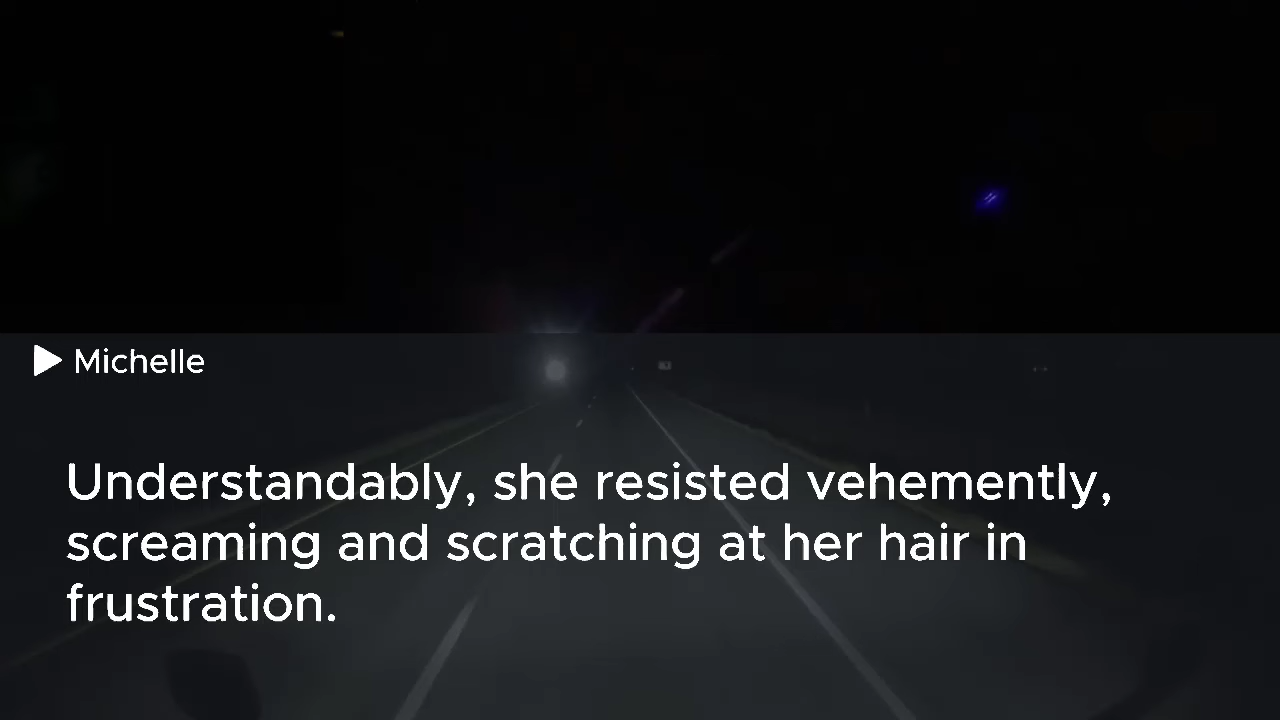 Michelle
Understandably, she resisted vehemently,
screaming and scratching at her hair in
frustration.